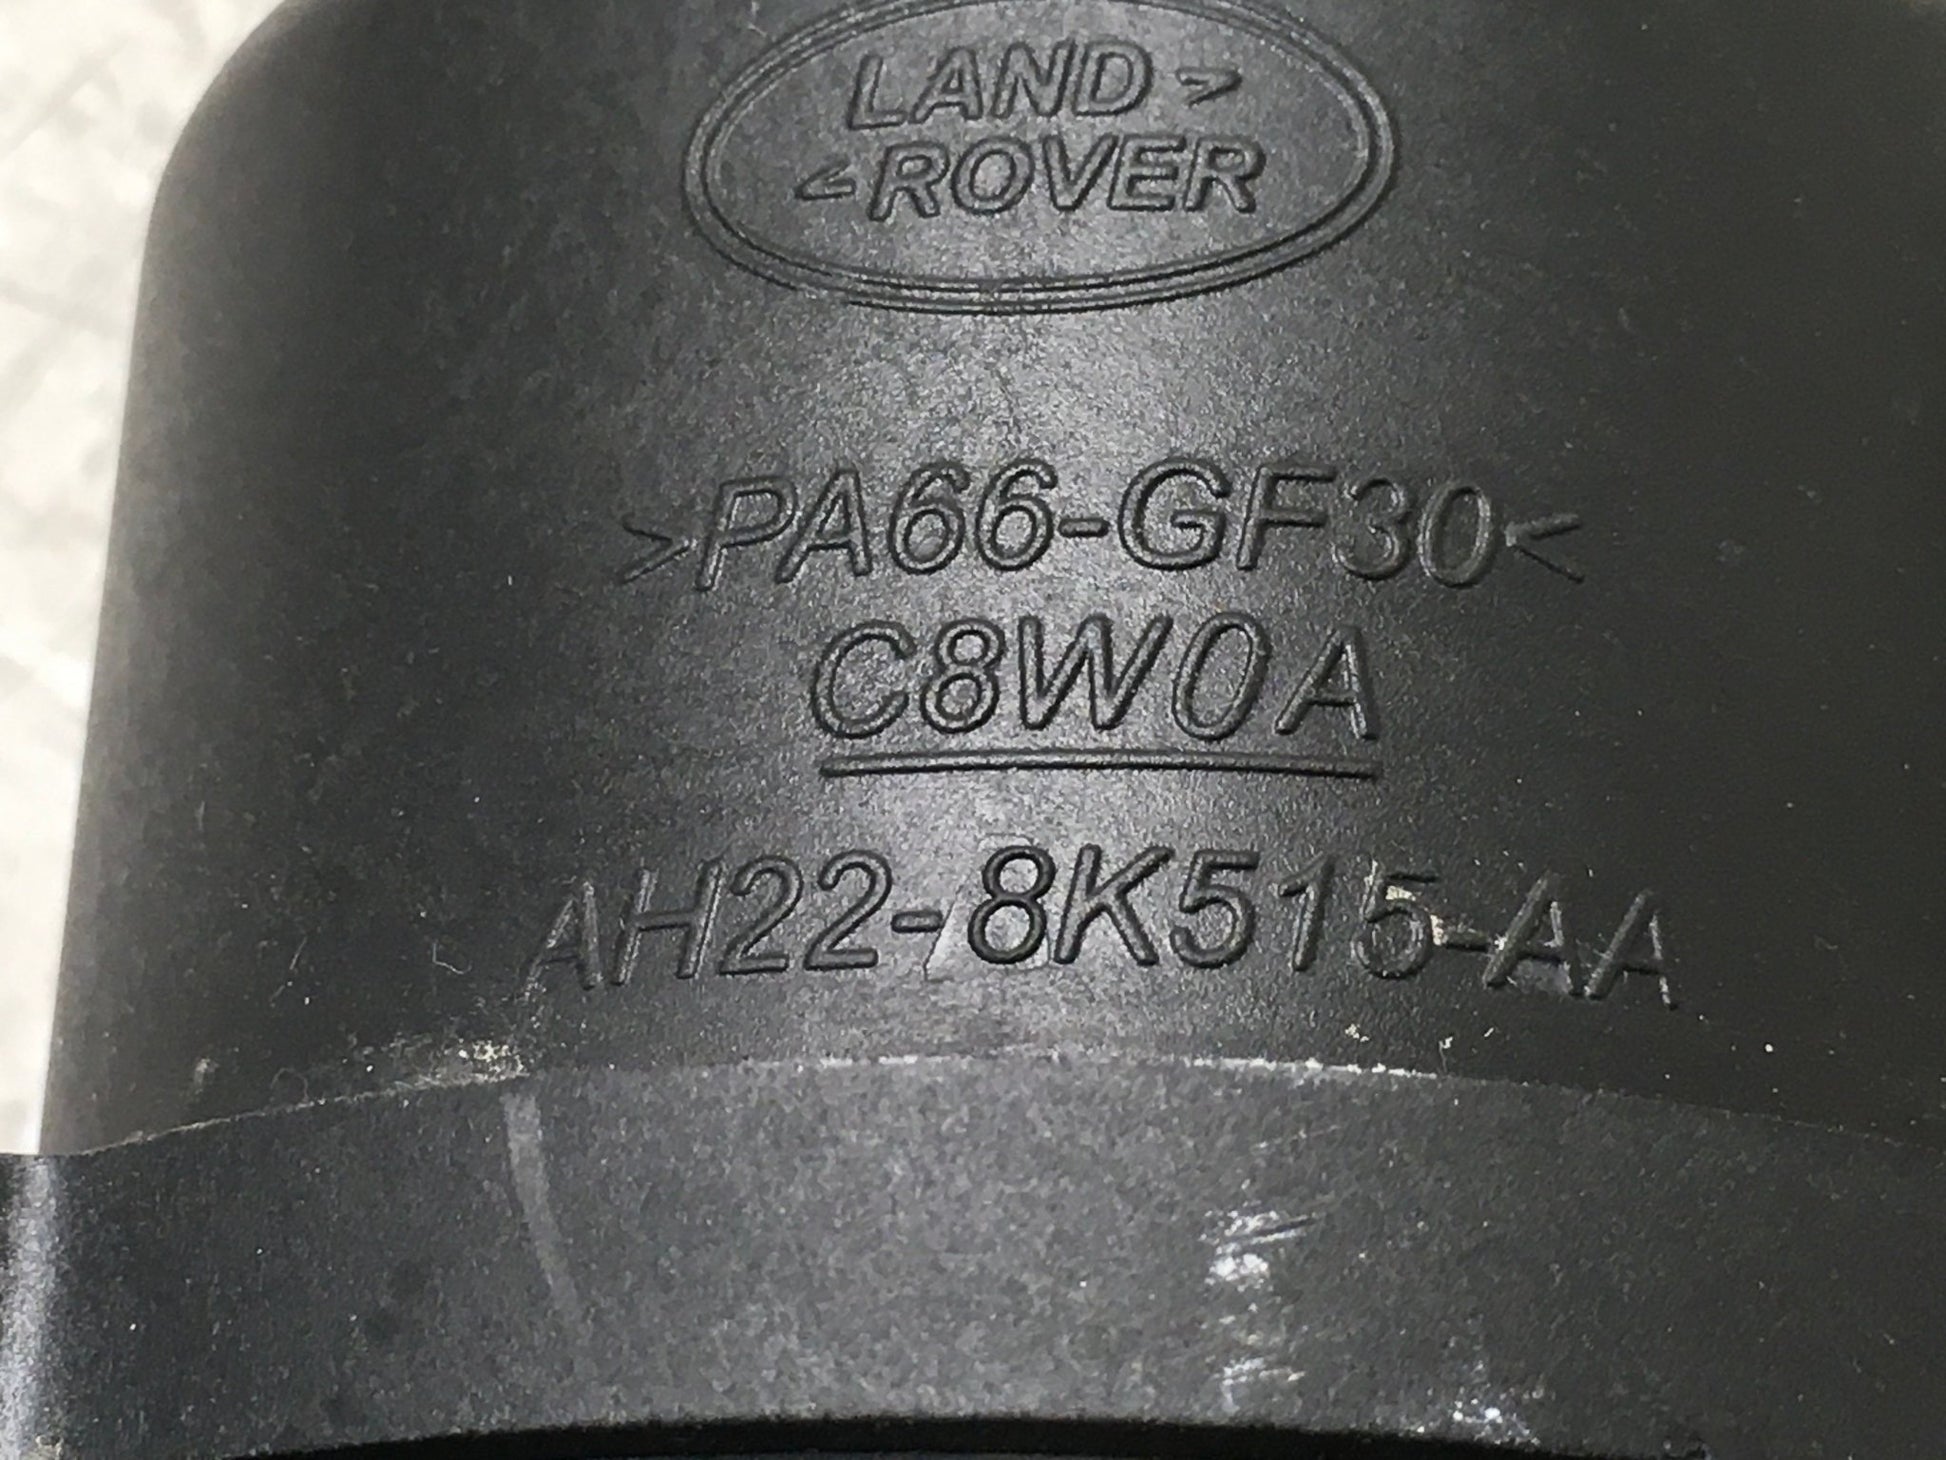 LAND >
< ROVER
>PA66-GF30<
C8W0A
AH22-8K515-AA